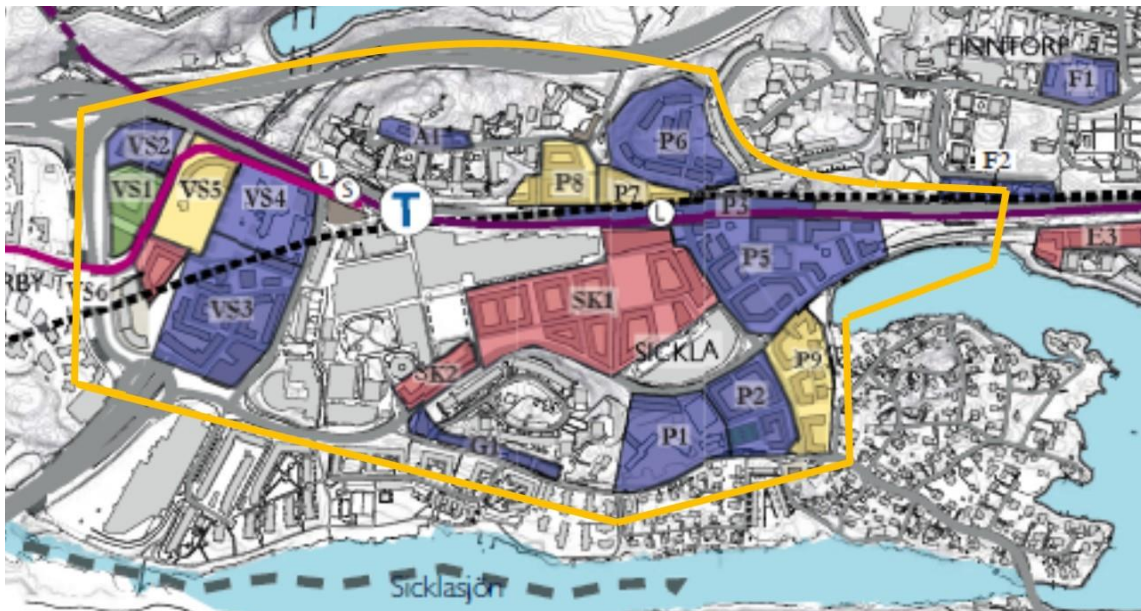 FINNTORP
F1
VS2
A1
P6
F2
VS1
VS5
VS4
L
S
T
P8
P7
P3
L
P5
E3
RBY
VS6
VS3
SK1
SICKLA
SK2
P9
P2
G1
P1
Sicklasjön